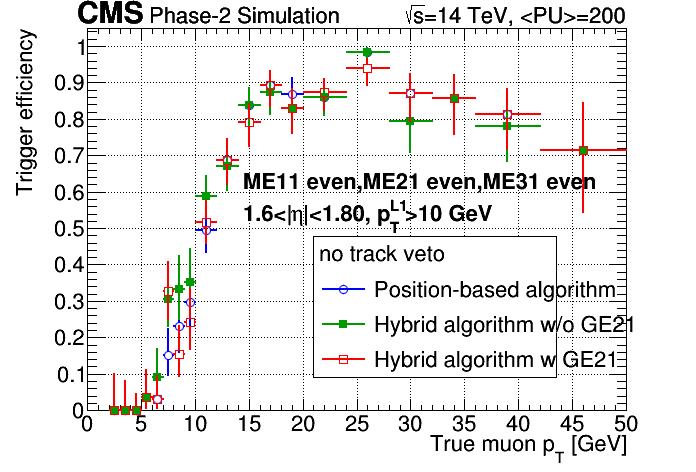 CMS Phase-2 Simulation √s=14 TeV, <PU>=200
Trigger efficiency
1
0.9
0.8
0.7
0.6
0.5
0.4
0.3
0.2
0.1
0
ME11 even,ME21 even,ME31 even
1.6<|η|<1.80, p_T^L1>10 GeV
no track veto
Position-based algorithm
Hybrid algorithm w/o GE21
Hybrid algorithm w GE21
0 5 10 15 20 25 30 35 40 45 50
True muon p_T [GeV]